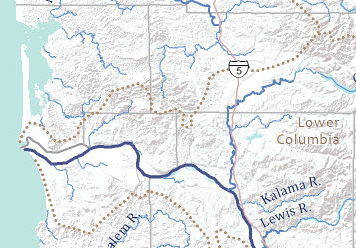 5
Lower
Columbia
Kalama R.
Lewis R.
alem R.